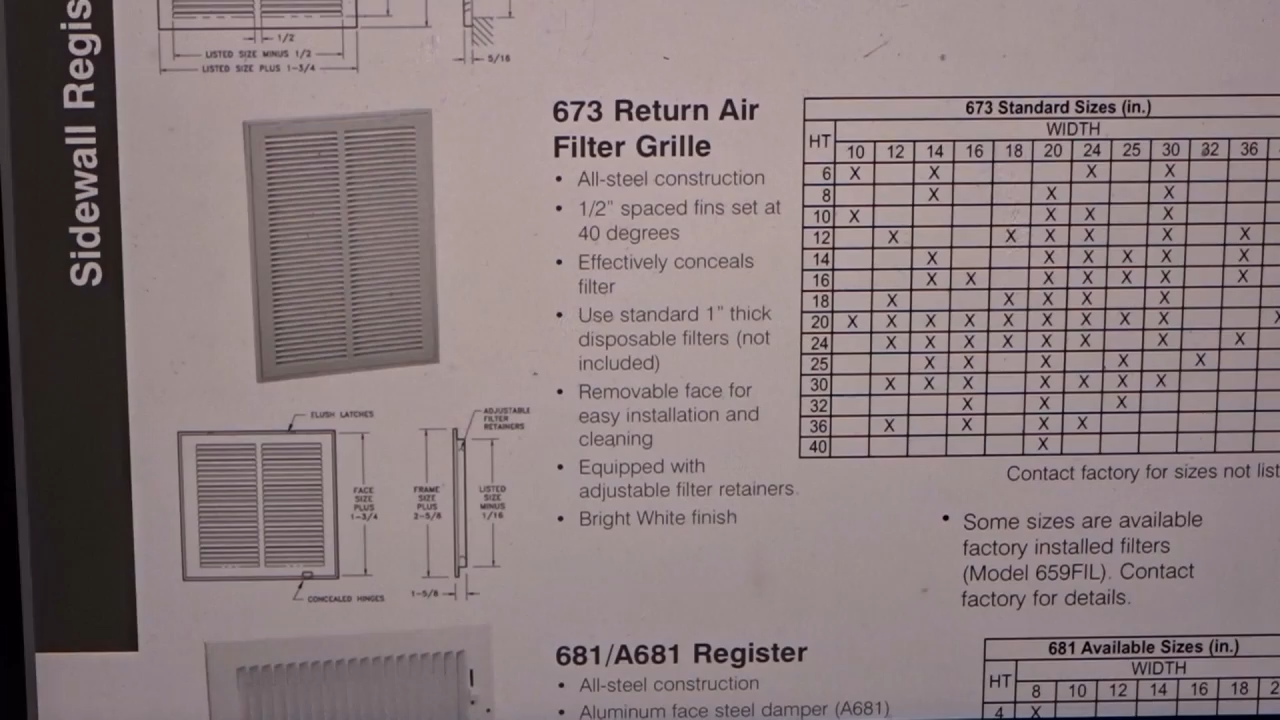 Sidewall Regis
1/2
LISTED SIZE MINUS 1/2
LISTED SIZE PLUS 1-3/4
5/16
673 Return Air
Filter Grille
• All-steel construction
• 1/2" spaced fins set at
40 degrees
• Effectively conceals
filter
• Use standard 1" thick
disposable filters (not
included)
• Removable face for
easy installation and
cleaning
• Equipped with
adjustable filter retainers.
• Bright White finish
673 Standard Sizes (in.)
HT WIDTH
10 12 14 16 18 20 24 25 30 32 36
6 X X X X
8 X X X
10 X X X X
12 X X X X X X
14 X X X X X X
16 X X X X X X X
18 X X X X X
20 X X X X X X X X X X
24 X X X X X X X X X
25 X X X X X
30 X X X X X X X
32 X X X
36 X X X X
40 X
Contact factory for sizes not list
• Some sizes are available
factory installed filters
(Model 659FIL). Contact
factory for details.
FLUSH LATCHES
ADJUSTABLE
FILTER
RETAINERS
FACE
SIZE
PLUS
1-3/4
FRAME
SIZE
PLUS
2-5/8
LISTED
SIZE
MINUS
1/16
CONCEALED HINGES
1-5/8
681/A681 Register
• All-steel construction
• Aluminum face steel damper (A681)
681 Available Sizes (in.)
HT WIDTH
8 10 12 14 16 18 2
4 X